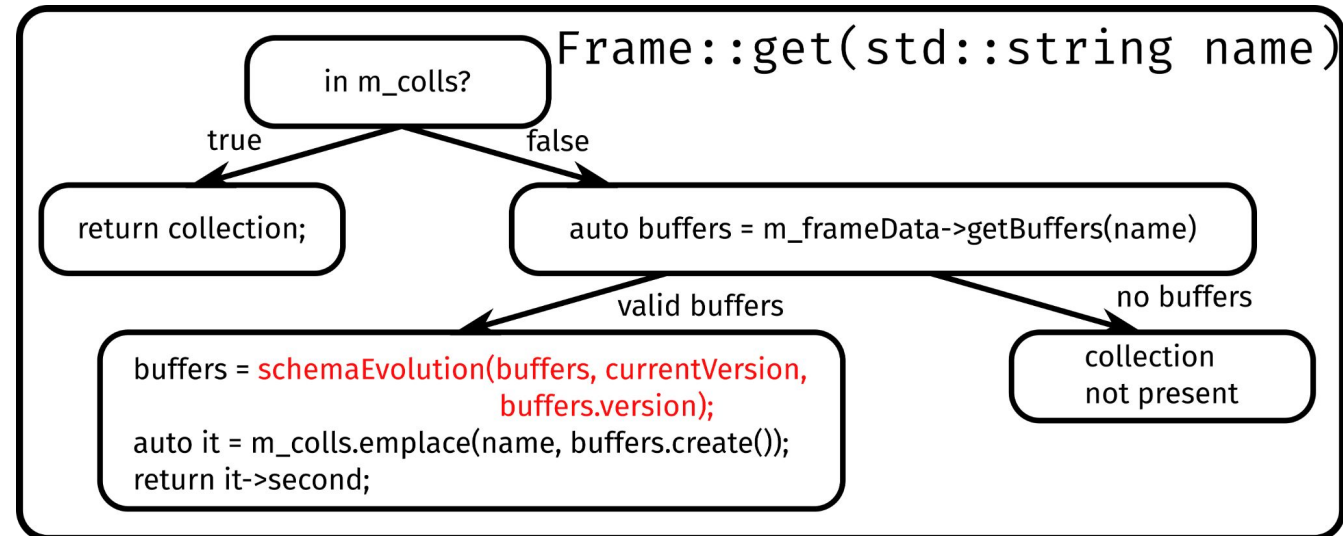 Frame::get(std::string name)
in m_colls?
true
false
return collection;
auto buffers = m_frameData->getBuffers(name)
valid buffers
no buffers
buffers = schemaEvolution(buffers, currentVersion,
buffers.version);
auto it = m_colls.emplace(name, buffers.create());
return it->second;
collection
not present